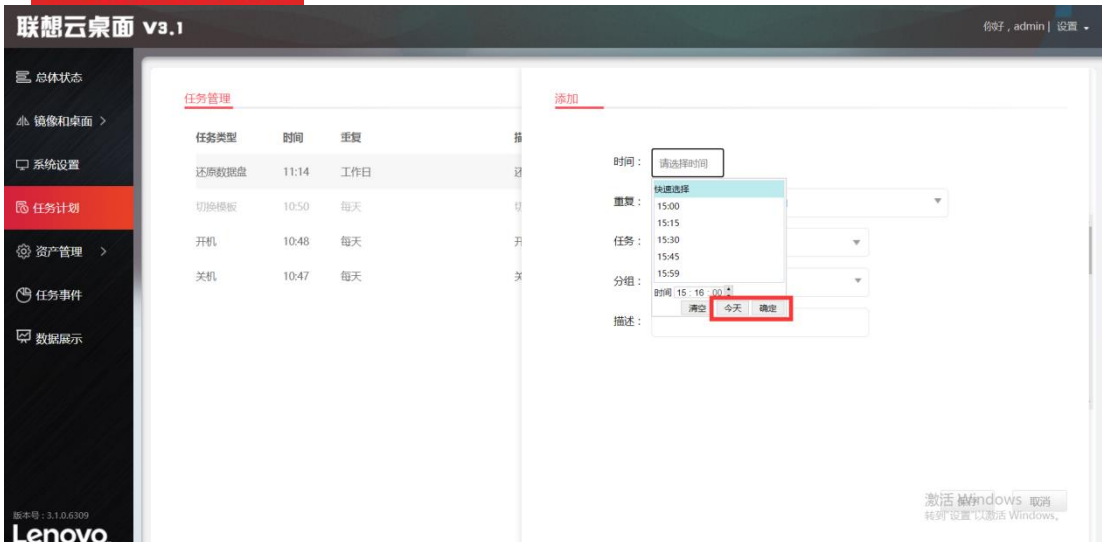 联想云桌面 V3.1
你好，admin | 设置
总体状态
镜像和桌面
系统设置
任务计划
资产管理
任务事件
数据展示
版本号：3.1.0.6309
Lenovo
任务管理
任务类型 时间 重复
还原数据盘 11:14 工作日
切换模板 10:50 每天
开机 10:48 每天
关机 10:47 每天
添加
时间： 请选择时间
快速选择
15:00
15:15
15:30
15:45
15:59
时间 15 : 16 : 00
清空 今天 确定
重复：
任务：
分组：
描述：
保存 取消
激活 Windows
转到"设置"以激活 Windows。